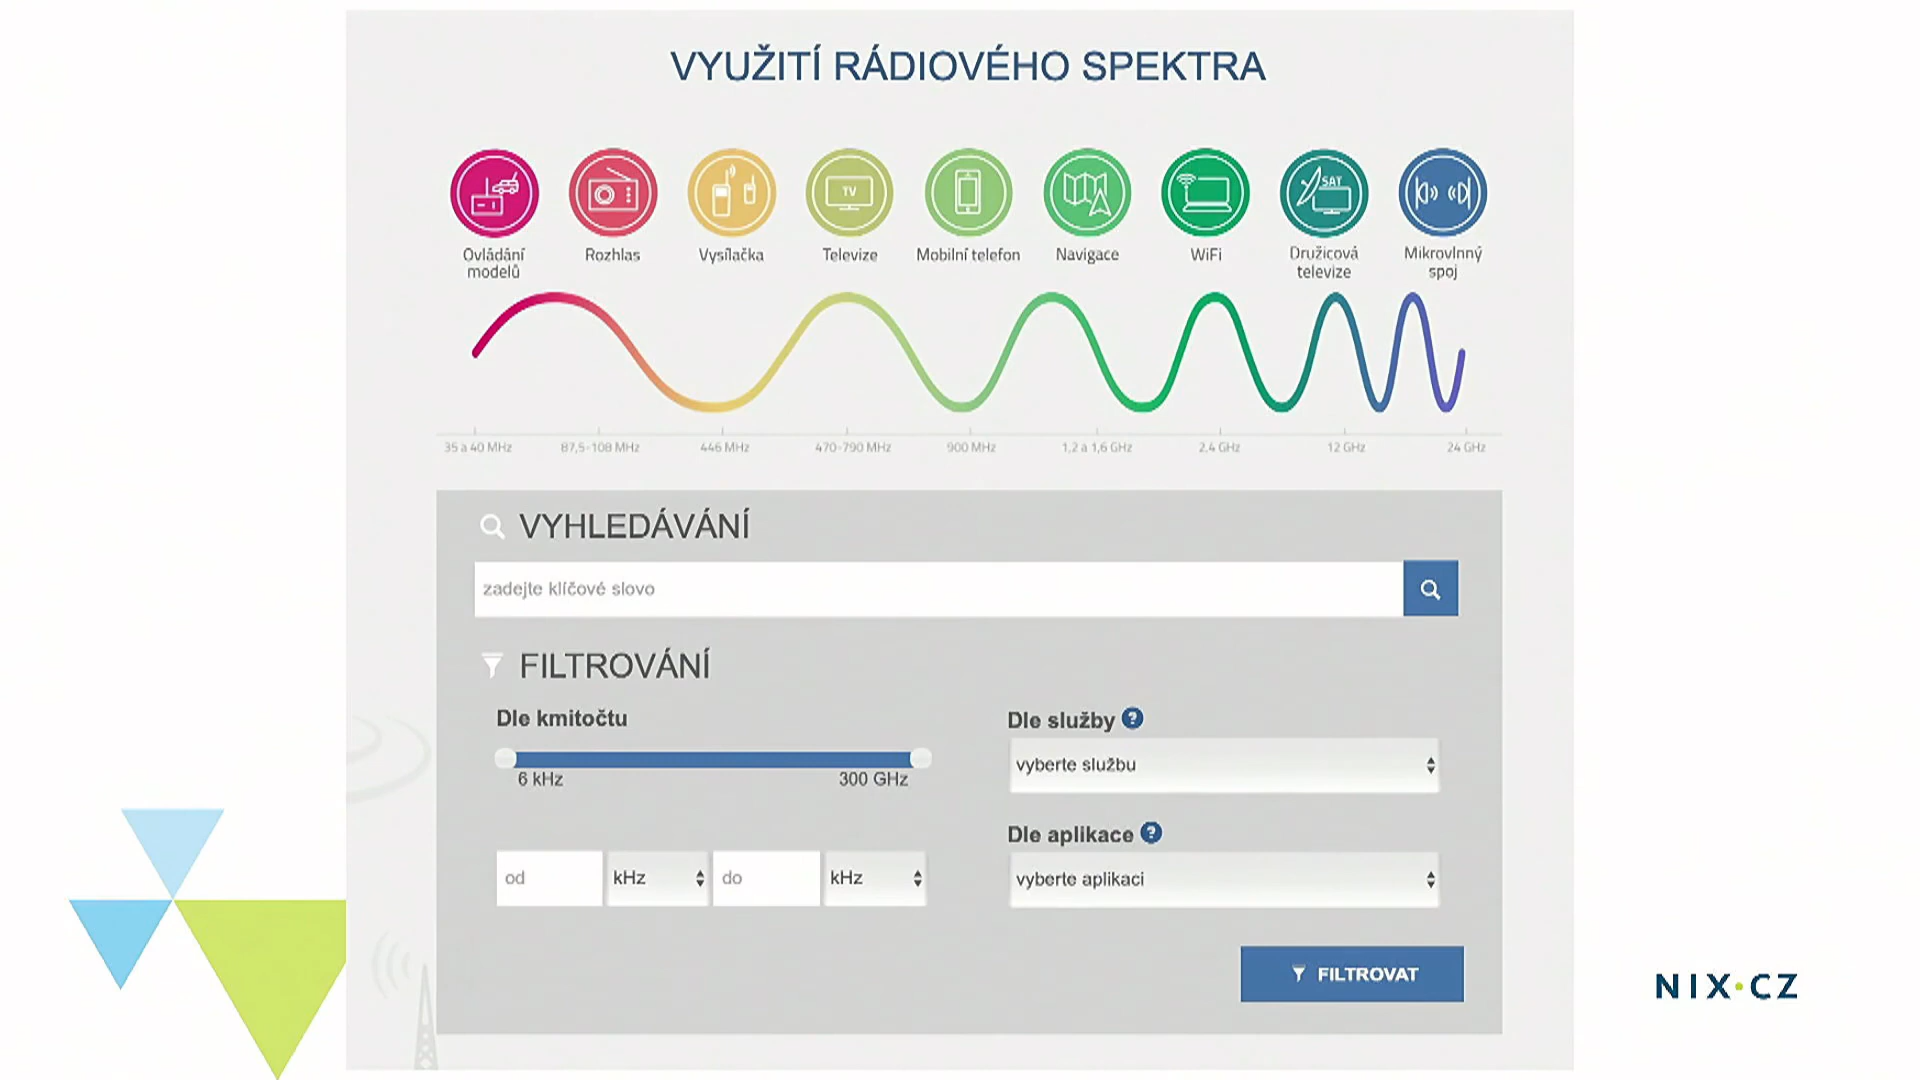 VYUŽITÍ RÁDIOVÉHO SPEKTRA
TV
SAT
Ovládání modelů
Rozhlas
Vysílačka
Televize
Mobilní telefon
Navigace
WiFi
Družicová televize
Mikrovlnný spoj
35 a 40 MHz
87,5-108 MHz
446 MHz
470-790 MHz
900 MHz
1,2 a 1,6 GHz
2,4 GHz
12 GHz
24 GHz
VYHLEDÁVÁNÍ
zadejte klíčové slovo
FILTROVÁNÍ
Dle kmitočtu
6 kHz
300 GHz
od
kHz
do
kHz
Dle služby ?
vyberte službu
Dle aplikace ?
vyberte aplikaci
FILTROVAT
NIX·CZ